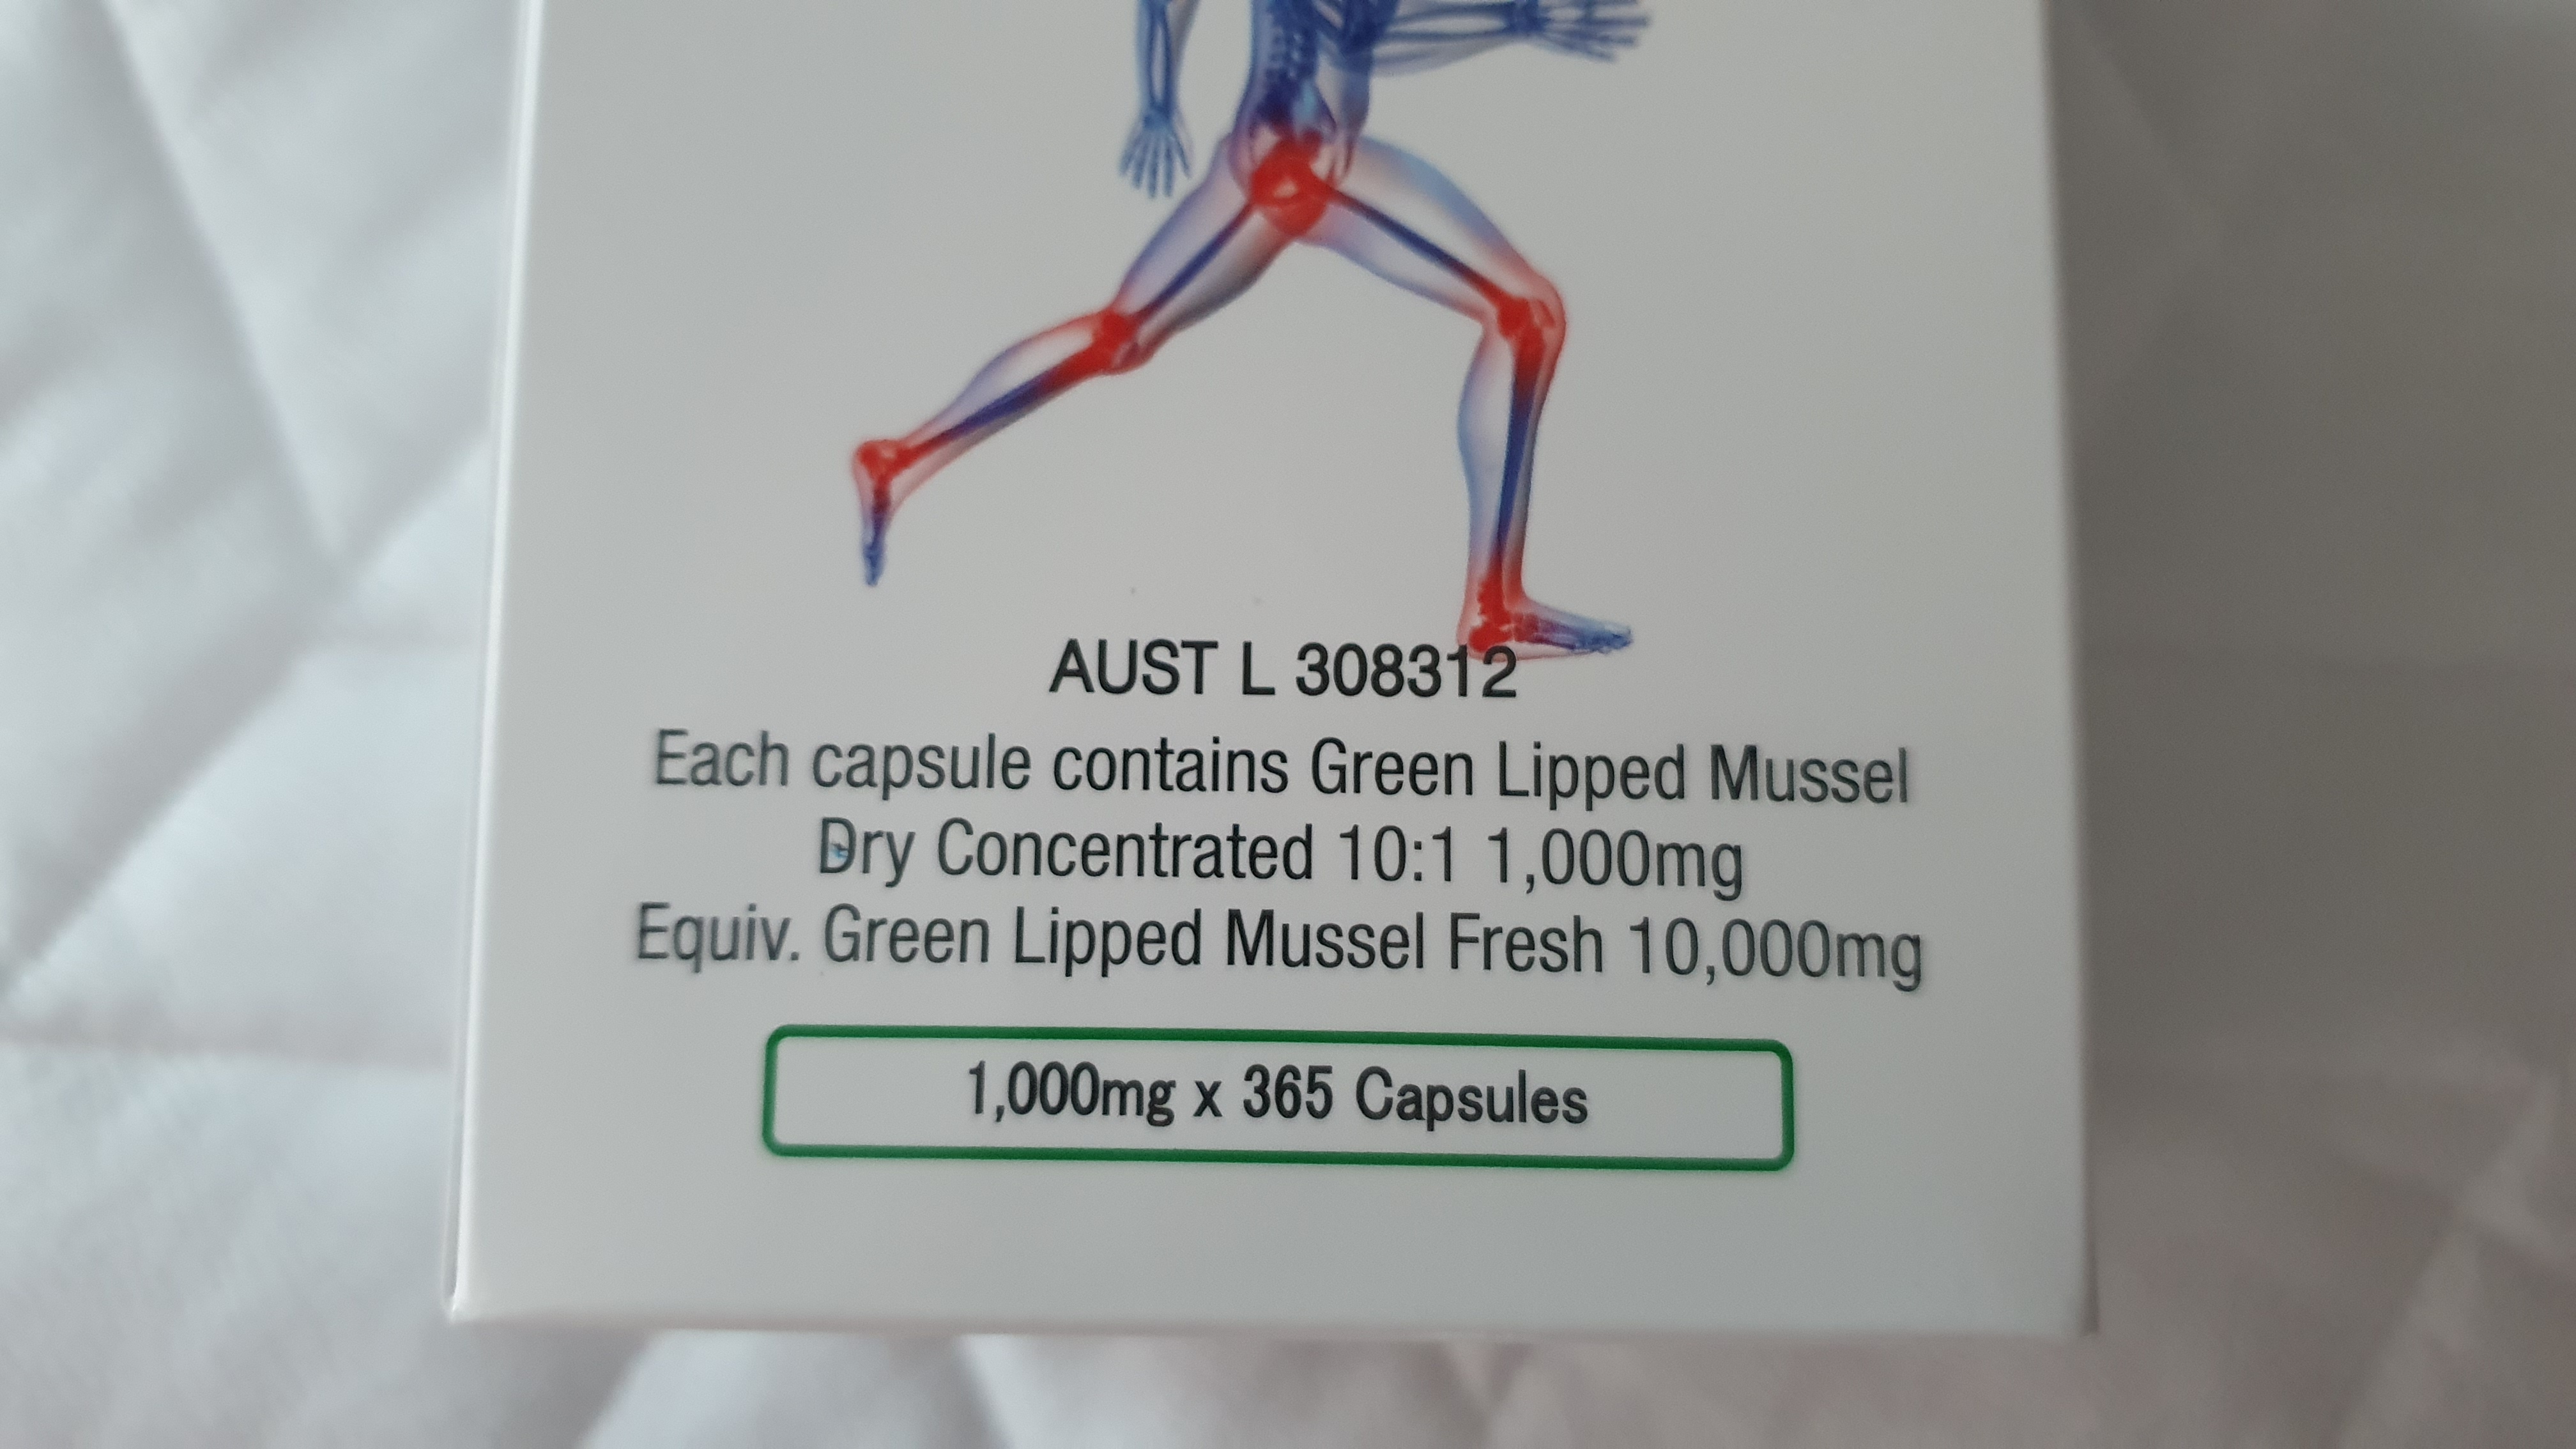 AUST L 308312
Each capsule contains Green Lipped Mussel
Dry Concentrated 10:1 1,000mg
Equiv. Green Lipped Mussel Fresh 10,000mg
1,000mg x 365 Capsules